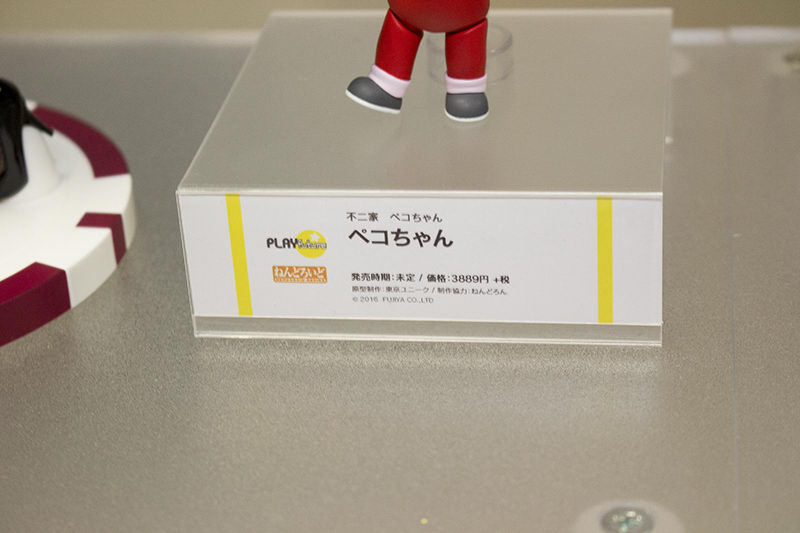 不二家 ペコちゃん
PLAY future
ペコちゃん
ねんどろいど
発売時期:未定 / 価格:3889円 +税
原型制作:東京ユニーク / 制作協力:ねんどろん
© 2016 FUJIYA CO.,LTD